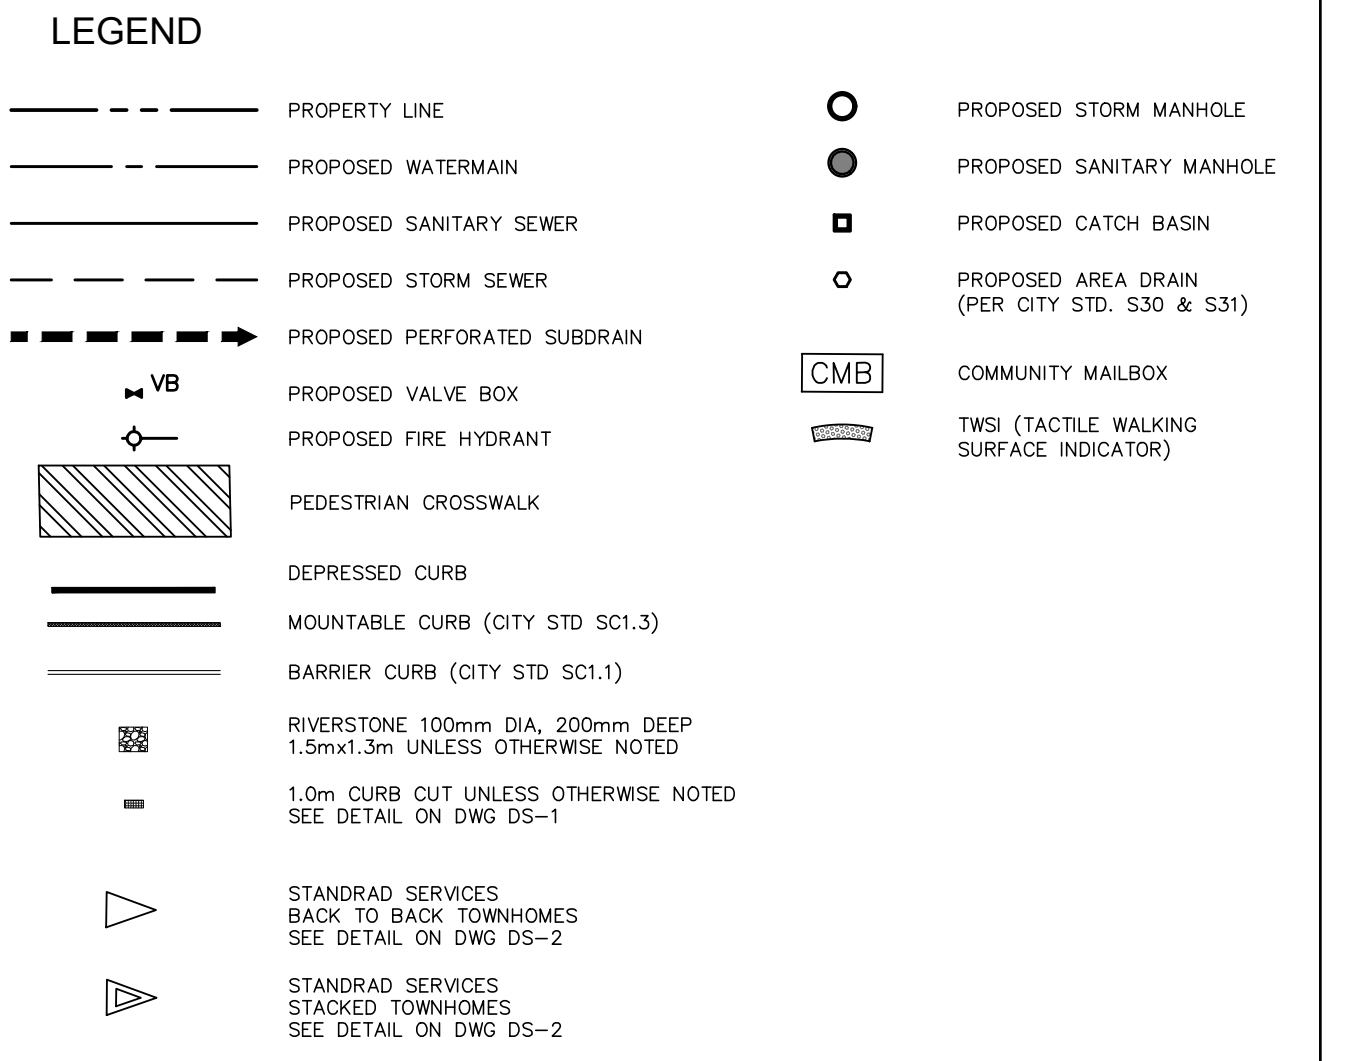 LEGEND
PROPERTY LINE
PROPOSED WATERMAIN
PROPOSED SANITARY SEWER
PROPOSED STORM SEWER
PROPOSED PERFORATED SUBDRAIN
VB
PROPOSED VALVE BOX
PROPOSED FIRE HYDRANT
PEDESTRIAN CROSSWALK
DEPRESSED CURB
MOUNTABLE CURB (CITY STD SC1.3)
BARRIER CURB (CITY STD SC1.1)
RIVERSTONE 100mm DIA, 200mm DEEP
1.5mx1.3m UNLESS OTHERWISE NOTED
1.0m CURB CUT UNLESS OTHERWISE NOTED
SEE DETAIL ON DWG DS-1
STANDRAD SERVICES
BACK TO BACK TOWNHOMES
SEE DETAIL ON DWG DS-2
STANDRAD SERVICES
STACKED TOWNHOMES
SEE DETAIL ON DWG DS-2
PROPOSED STORM MANHOLE
PROPOSED SANITARY MANHOLE
PROPOSED CATCH BASIN
PROPOSED AREA DRAIN
(PER CITY STD. S30 & S31)
CMB
COMMUNITY MAILBOX
TWSI (TACTILE WALKING
SURFACE INDICATOR)